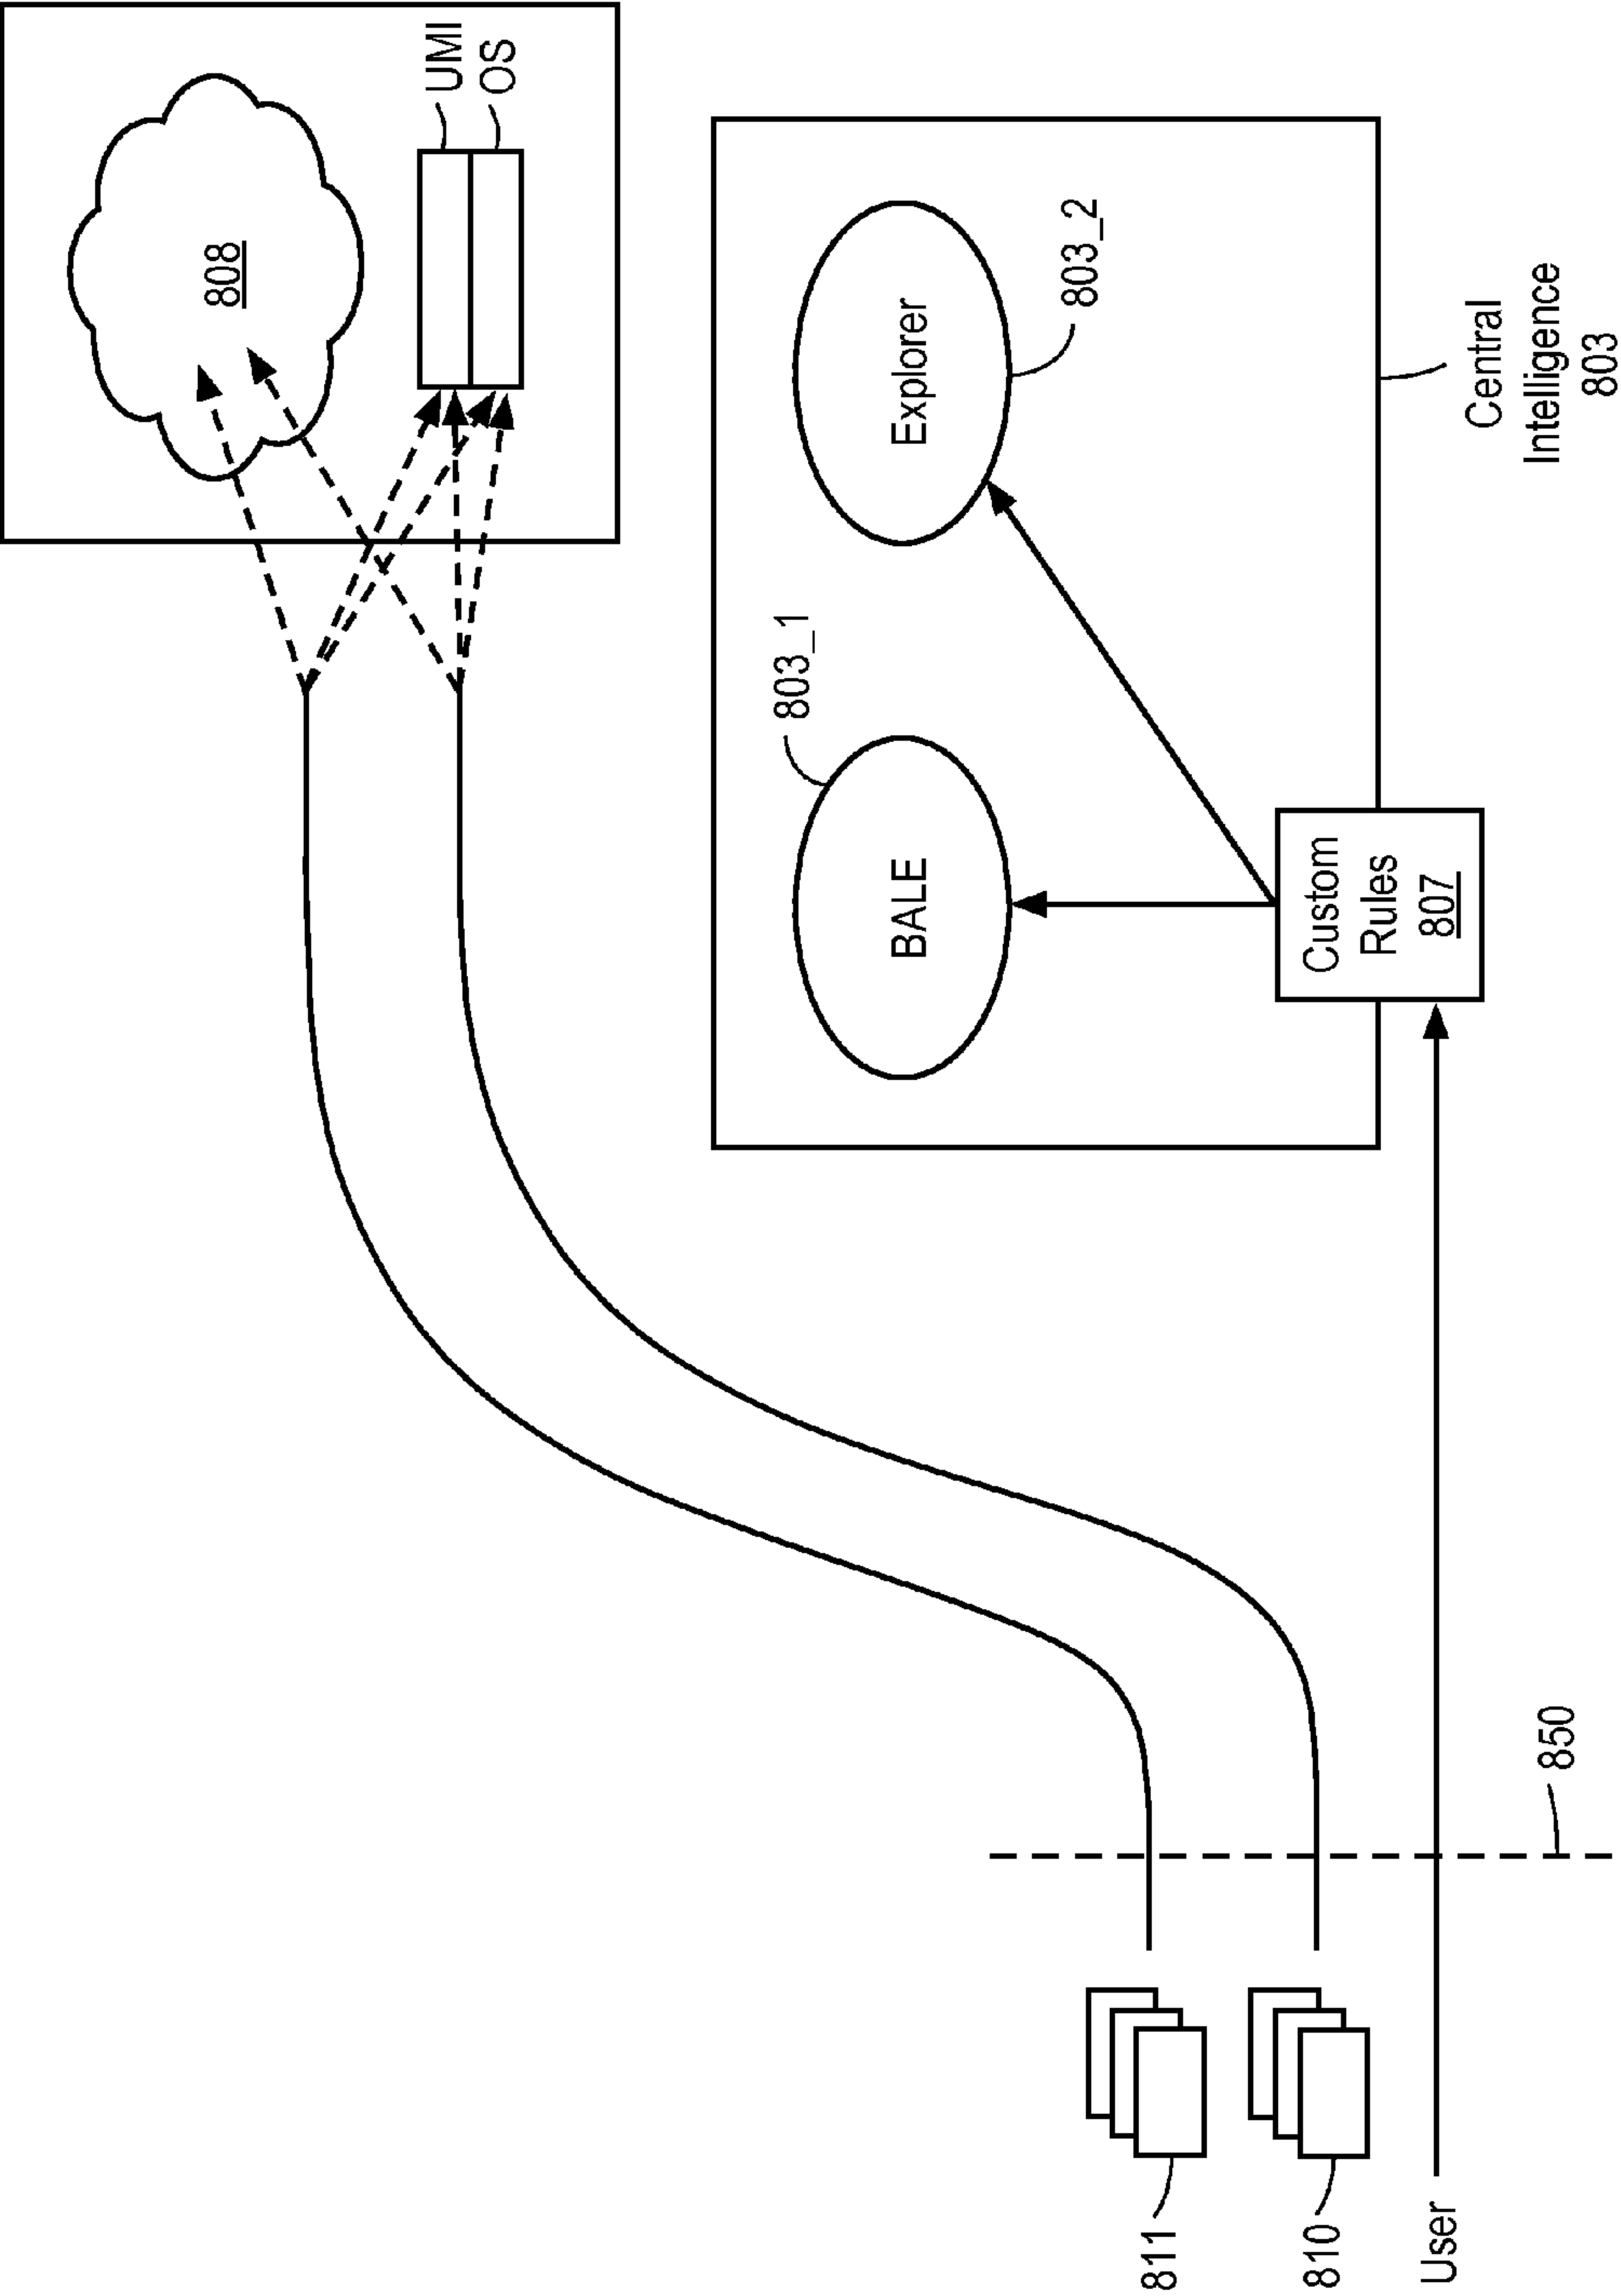 808
UMI
OS
803_1
803_2
BALE
Explorer
Custom
Rules
807
Central
Intelligence
803
811
810
User
850